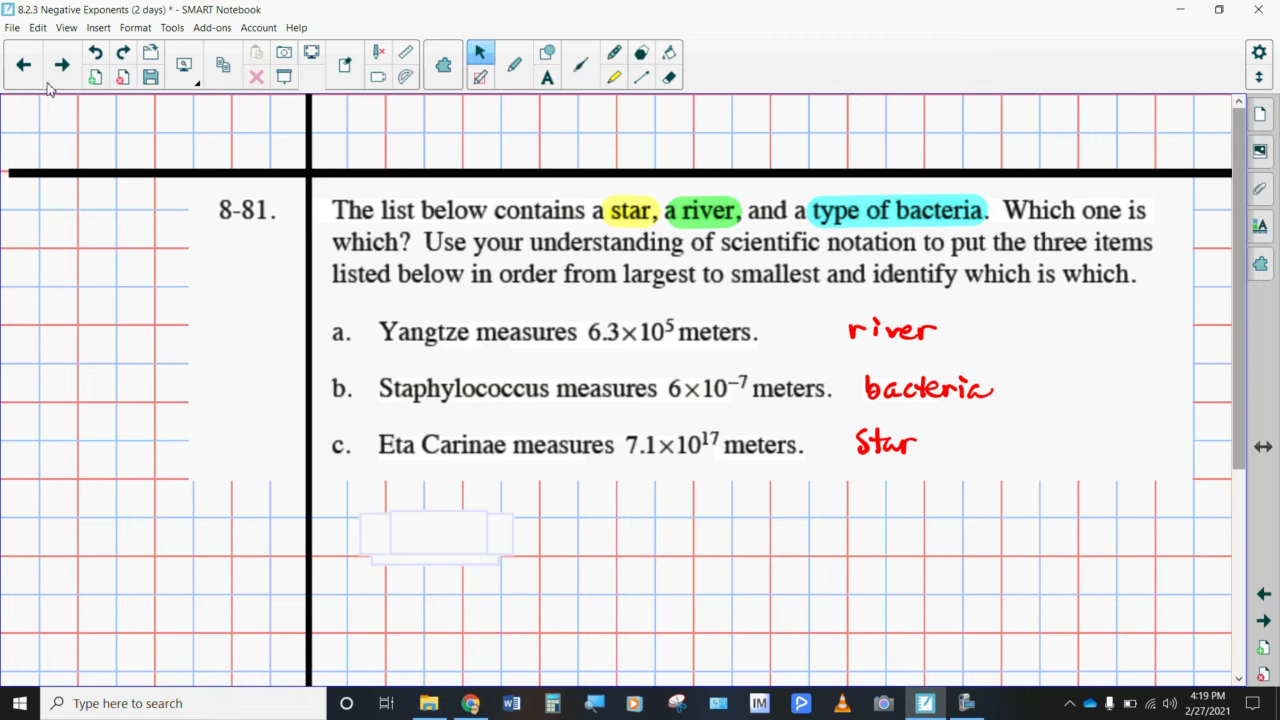 8.2.3 Negative Exponents (2 days) * - SMART Notebook
File Edit View Insert Format Tools Add-ons Account Help
8-81. The list below contains a star, a river, and a type of bacteria. Which one is
which? Use your understanding of scientific notation to put the three items
listed below in order from largest to smallest and identify which is which.
a. Yangtze measures 6.3×10⁵ meters. river
b. Staphylococcus measures 6×10⁻⁷ meters. bacteria
c. Eta Carinae measures 7.1×10¹⁷ meters. Star
Type here to search
4:19 PM
2/27/2021